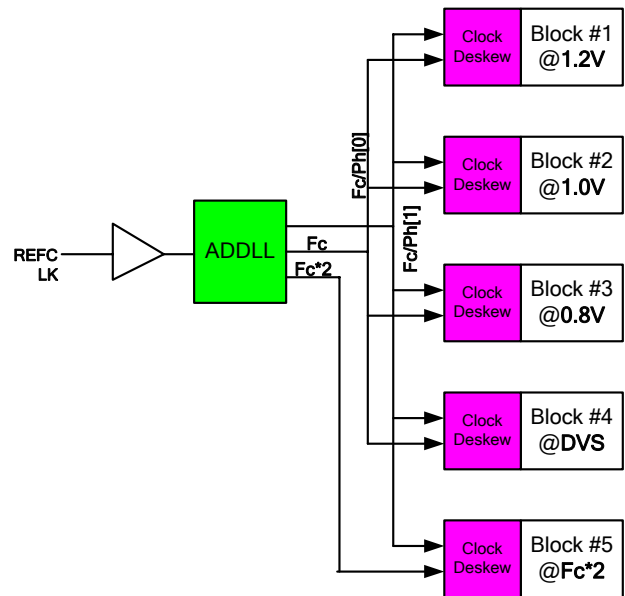 Clock
Deskew
Block #1
@1.2V
Fc/Ph[0]
Clock
Deskew
Block #2
@1.0V
Fc/Ph[1]
REFC
LK
ADDLL
Fc
Fc*2
Clock
Deskew
Block #3
@0.8V
Clock
Deskew
Block #4
@DVS
Clock
Deskew
Block #5
@Fc*2